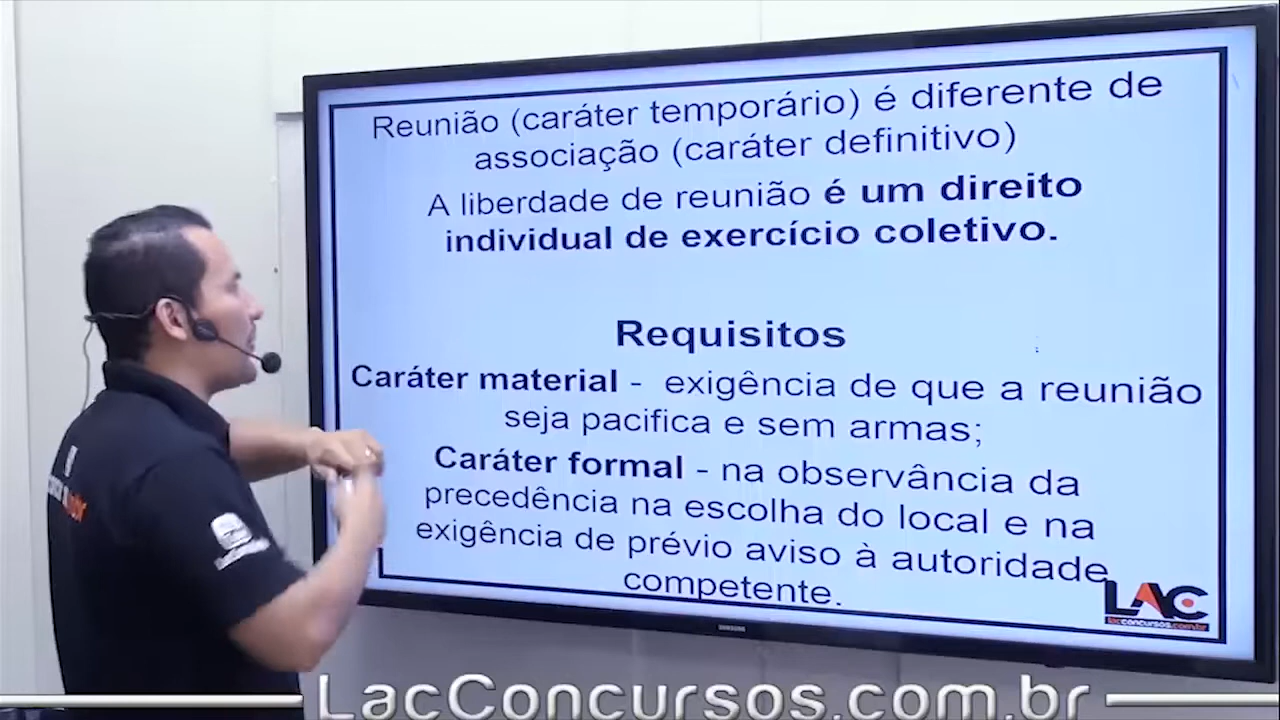 Reunião (caráter temporário) é diferente de
associação (caráter definitivo)
A liberdade de reunião é um direito
individual de exercício coletivo.
Requisitos
Caráter material - exigência de que a reunião
seja pacifica e sem armas;
Caráter formal - na observância da
precedência na escolha do local e na
exigência de prévio aviso à autoridade
competente.
LAC
lacconcursos.com.br
SAMSUNG
LacConcursos.com.br